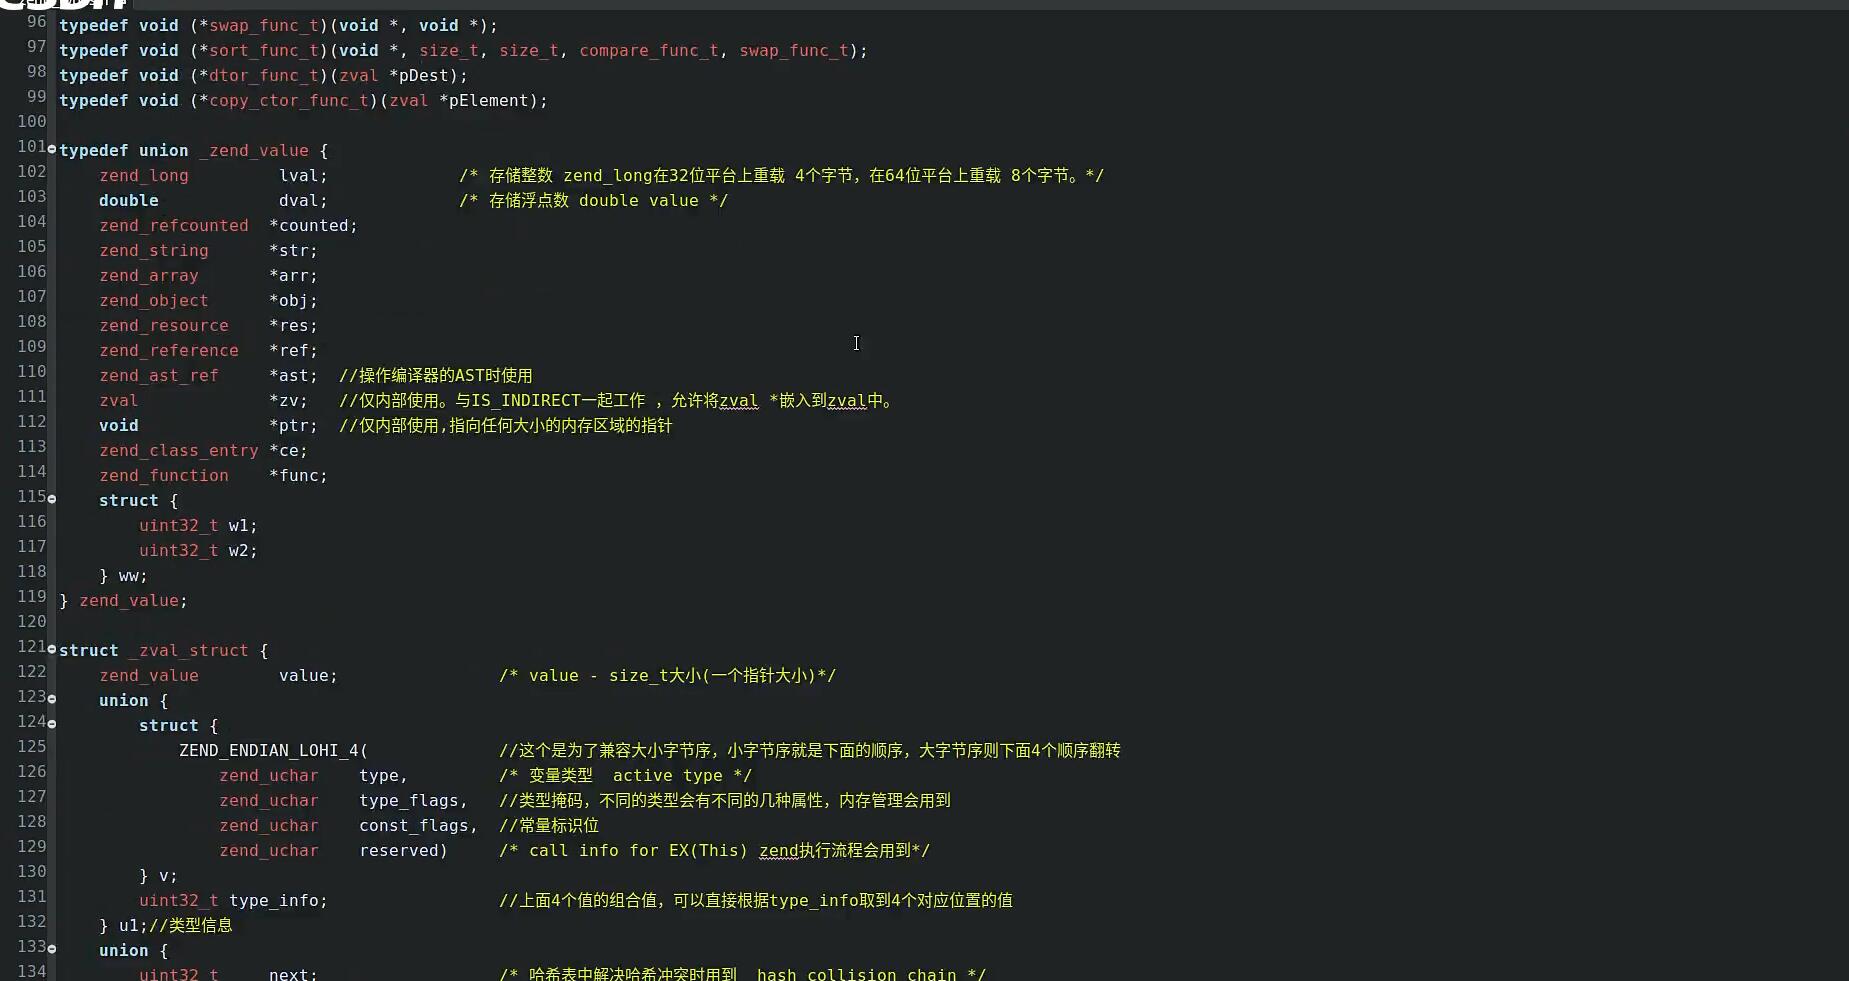 96 typedef void (*swap_func_t)(void *, void *);
97 typedef void (*sort_func_t)(void *, size_t, size_t, compare_func_t, swap_func_t);
98 typedef void (*dtor_func_t)(zval *pDest);
99 typedef void (*copy_ctor_func_t)(zval *pElement);
100
101 typedef union _zend_value {
102 zend_long lval; /* 存储整数 zend_long在32位平台上重载 4个字节，在64位平台上重载 8个字节。*/
103 double dval; /* 存储浮点数 double value */
104 zend_refcounted *counted;
105 zend_string *str;
106 zend_array *arr;
107 zend_object *obj;
108 zend_resource *res;
109 zend_reference *ref;
110 zend_ast_ref *ast; //操作编译器的AST时使用
111 zval *zv; //仅内部使用。与IS_INDIRECT一起工作 ，允许将zval *嵌入到zval中。
112 void *ptr; //仅内部使用,指向任何大小的内存区域的指针
113 zend_class_entry *ce;
114 zend_function *func;
115 struct {
116 uint32_t w1;
117 uint32_t w2;
118 } ww;
119 } zend_value;
120
121 struct _zval_struct {
122 zend_value value; /* value - size_t大小(一个指针大小)*/
123 union {
124 struct {
125 ZEND_ENDIAN_LOHI_4( //这个是为了兼容大小字节序，小字节序就是下面的顺序，大字节序则下面4个顺序翻转
126 zend_uchar type, /* 变量类型 active type */
127 zend_uchar type_flags, //类型掩码，不同的类型会有不同的几种属性，内存管理会用到
128 zend_uchar const_flags, //常量标识位
129 zend_uchar reserved) /* call info for EX(This) zend执行流程会用到*/
130 } v;
131 uint32_t type_info; //上面4个值的组合值，可以直接根据type_info取到4个对应位置的值
132 } u1;//类型信息
133 union {
134 uint32_t next; /* 哈希表中解决哈希冲突时用到 hash collision chain */